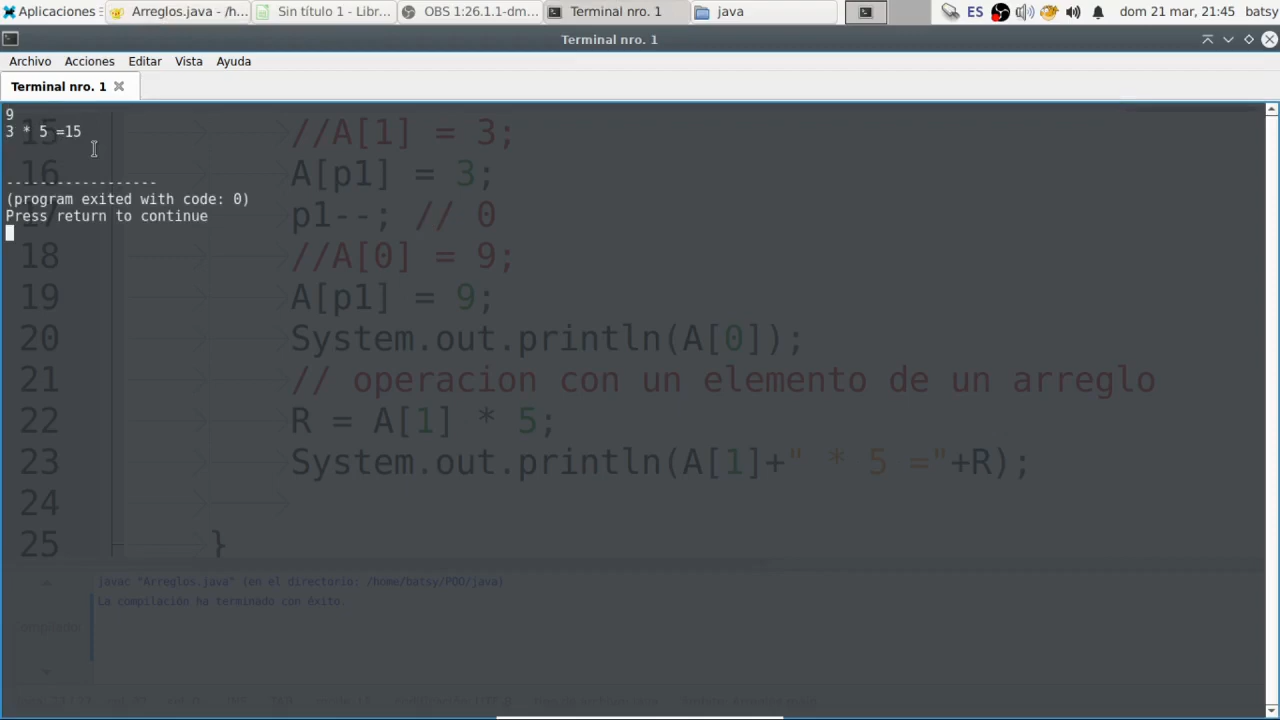 Aplicaciones Arreglos.java - /h... Sin título 1 - Libr... OBS 1:26.1.1-dm... Terminal nro. 1 java ES dom 21 mar, 21:45 batsy
Terminal nro. 1
Archivo Acciones Editar Vista Ayuda
Terminal nro. 1
9
3 * 5 =15
------------------
(program exited with code: 0)
Press return to continue
15 //A[1] = 3;
16 A[p1] = 3;
17 p1--; // 0
18 //A[0] = 9;
19 A[p1] = 9;
20 System.out.println(A[0]);
21 // operacion con un elemento de un arreglo
22 R = A[1] * 5;
23 System.out.println(A[1]+" * 5 ="+R);
24
25 }
javac "Arreglos.java" (en el directorio: /home/batsy/POO/java)
La compilación ha terminado con éxito.
Compilador